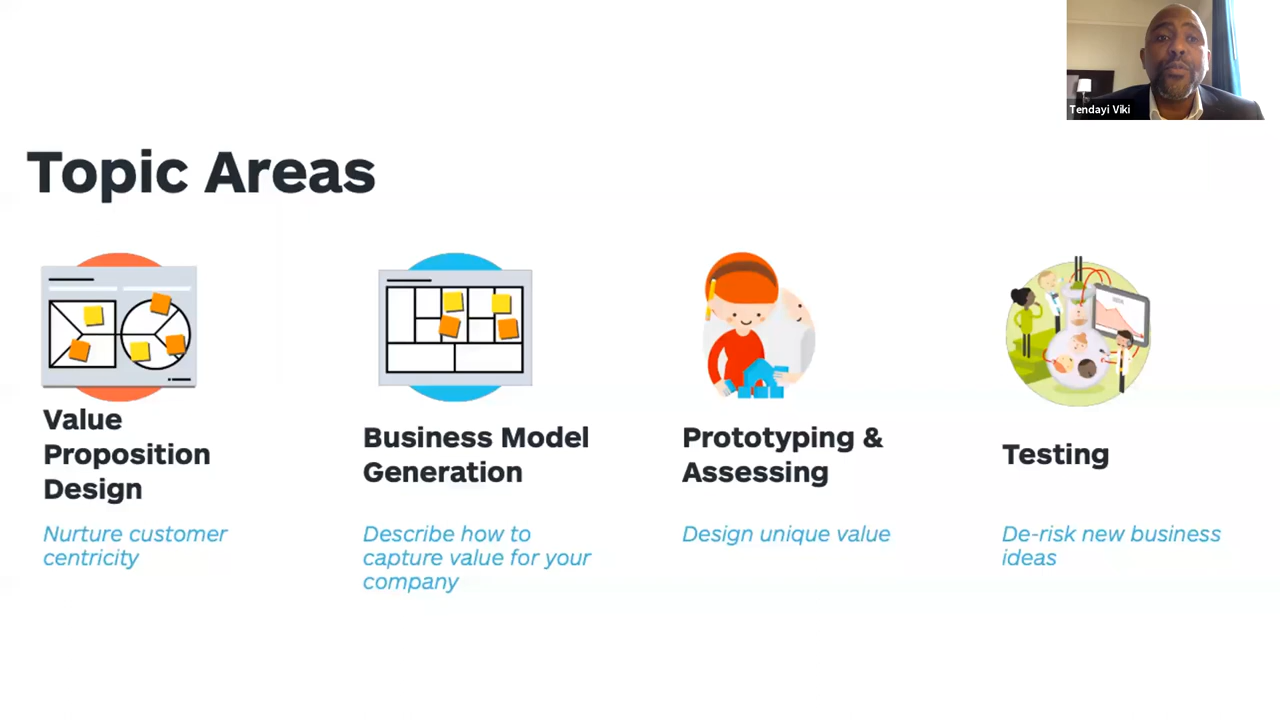 Tendayi Viki
Topic Areas
Value
Proposition
Design
Nurture customer
centricity
Business Model
Generation
Describe how to
capture value for your
company
Prototyping &
Assessing
Design unique value
Testing
De-risk new business
ideas